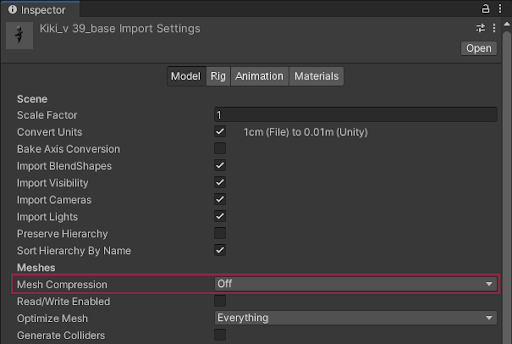 Inspector
Kiki_v 39_base Import Settings
Open
Model Rig Animation Materials
Scene
Scale Factor 1
Convert Units 1cm (File) to 0.01m (Unity)
Bake Axis Conversion
Import BlendShapes
Import Visibility
Import Cameras
Import Lights
Preserve Hierarchy
Sort Hierarchy By Name
Meshes
Mesh Compression Off
Read/Write Enabled
Optimize Mesh Everything
Generate Colliders